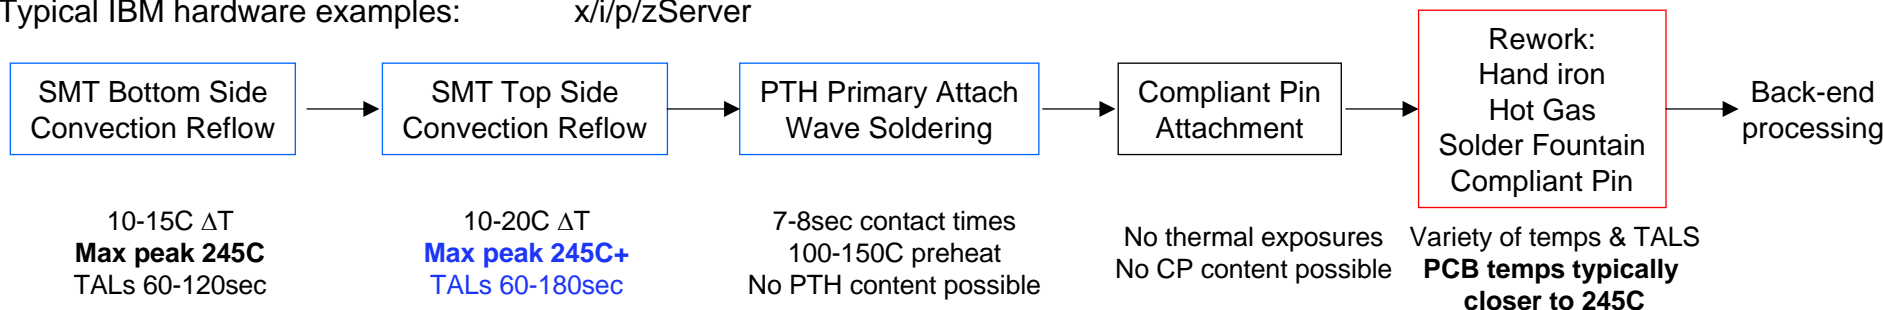 Typical IBM hardware examples: x/i/p/zServer
SMT Bottom Side
Convection Reflow
SMT Top Side
Convection Reflow
PTH Primary Attach
Wave Soldering
Compliant Pin
Attachment
Rework:
Hand iron
Hot Gas
Solder Fountain
Compliant Pin
Back-end
processing
10-15C ΔT
Max peak 245C
TALs 60-120sec
10-20C ΔT
Max peak 245C+
TALs 60-180sec
7-8sec contact times
100-150C preheat
No PTH content possible
No thermal exposures
No CP content possible
Variety of temps & TALS
PCB temps typically
closer to 245C